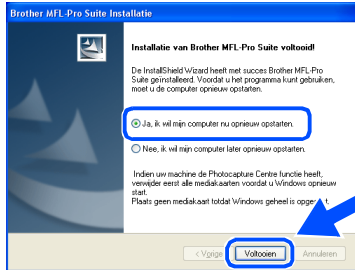 Brother MFL-Pro Suite Installatie
Installatie van Brother MFL-Pro Suite voltooid!
De InstallShield Wizard heeft met succes Brother MFL-Pro
Suite geïnstalleerd. Voordat u het programma kunt gebruiken,
moet u de computer opnieuw opstarten.
Ja, ik wil mijn computer nu opnieuw opstarten.
Nee, ik wil mijn computer later opnieuw opstarten.
Indien uw machine de Photocapture Centre functie heeft,
verwijder eerst alle mediakaarten voordat u Windows opnieuw
start.
Plaats geen mediakaart totdat Windows geheel is
< Vorige Voltooien Annuleren